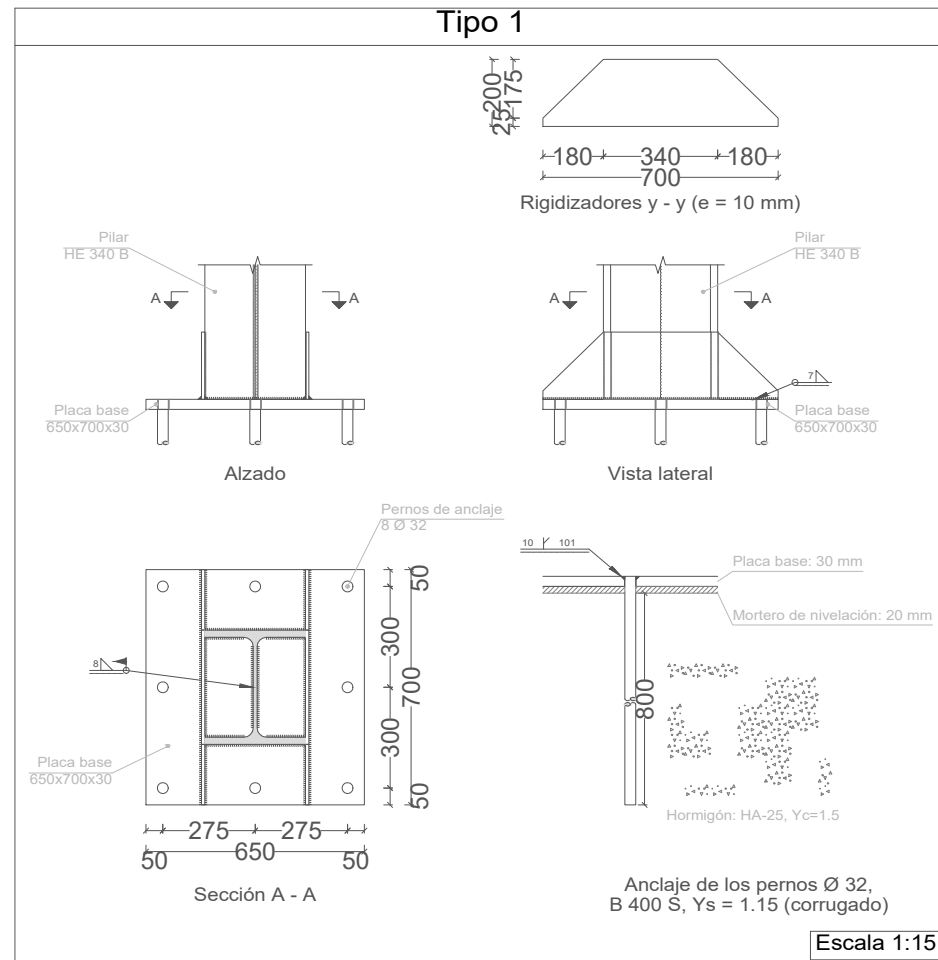 Tipo 1
200
175
25
180
340
180
700
Rigidizadores y - y (e = 10 mm)
Pilar
HE 340 B
A
A
Placa base
650x700x30
Alzado
Pilar
HE 340 B
A
A
7
Placa base
650x700x30
Vista lateral
Pernos de anclaje
8 Ø 32
8
Placa base
650x700x30
50
300
700
300
50
275
275
50
650
50
Sección A - A
10
101
Placa base: 30 mm
Mortero de nivelación: 20 mm
800
Hormigón: HA-25, Yc=1.5
Anclaje de los pernos Ø 32,
B 400 S, Ys = 1.15 (corrugado)
Escala 1:15